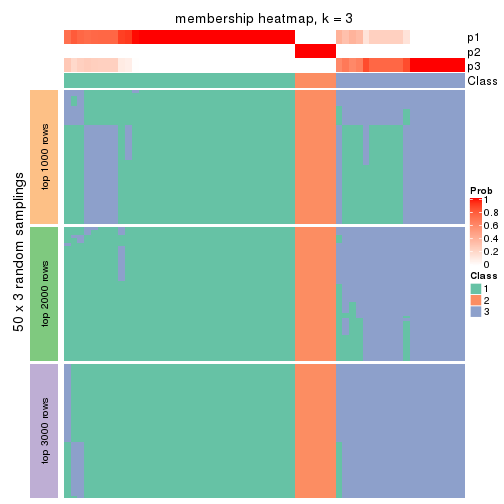 membership heatmap, k = 3
p1
p2
p3
Class
50 x 3 random samplings
top 1000 rows
top 2000 rows
top 3000 rows
Prob
1
0.8
0.6
0.4
0.2
0
Class
1
2
3